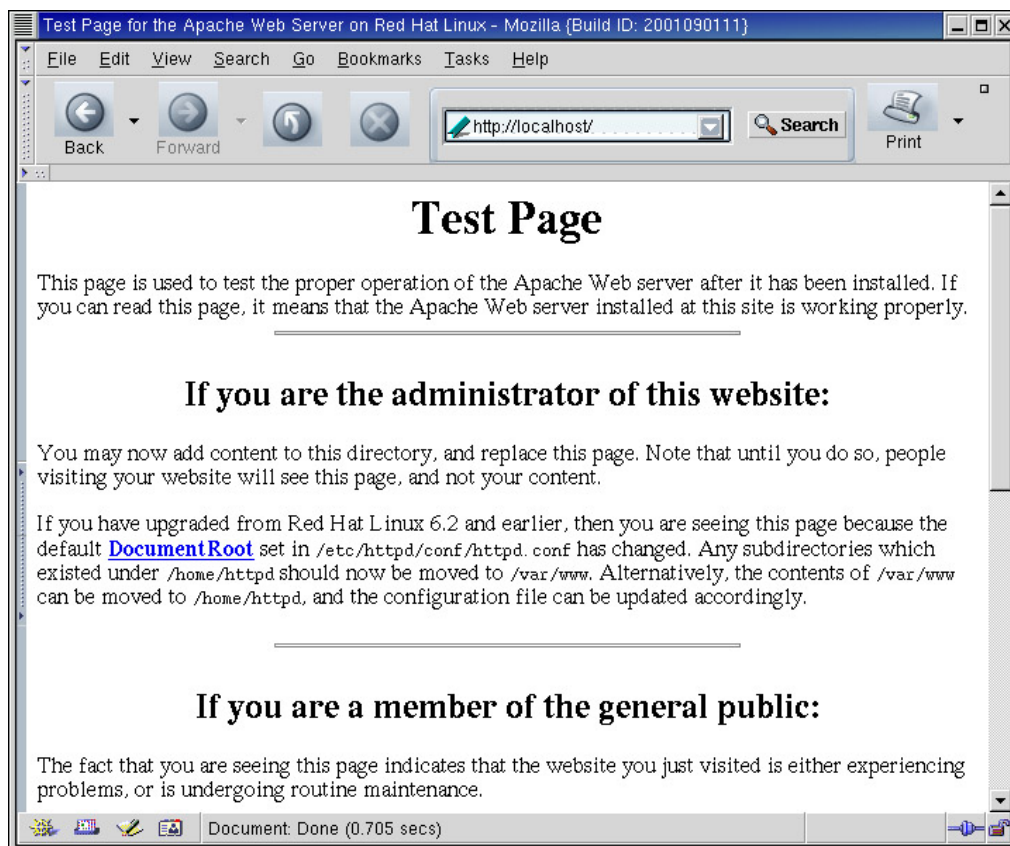 Test Page for the Apache Web Server on Red Hat Linux - Mozilla {Build ID: 2001090111}
File Edit View Search Go Bookmarks Tasks Help
Back Forward http://localhost/ Search Print
Test Page
This page is used to test the proper operation of the Apache Web server after it has been installed. If
you can read this page, it means that the Apache Web server installed at this site is working properly.
If you are the administrator of this website:
You may now add content to this directory, and replace this page. Note that until you do so, people
visiting your website will see this page, and not your content.
If you have upgraded from Red Hat Linux 6.2 and earlier, then you are seeing this page because the
default DocumentRoot set in /etc/httpd/conf/httpd.conf has changed. Any subdirectories which
existed under /home/httpd should now be moved to /var/www. Alternatively, the contents of /var/www
can be moved to /home/httpd, and the configuration file can be updated accordingly.
If you are a member of the general public:
The fact that you are seeing this page indicates that the website you just visited is either experiencing
problems, or is undergoing routine maintenance.
Document: Done (0.705 secs)